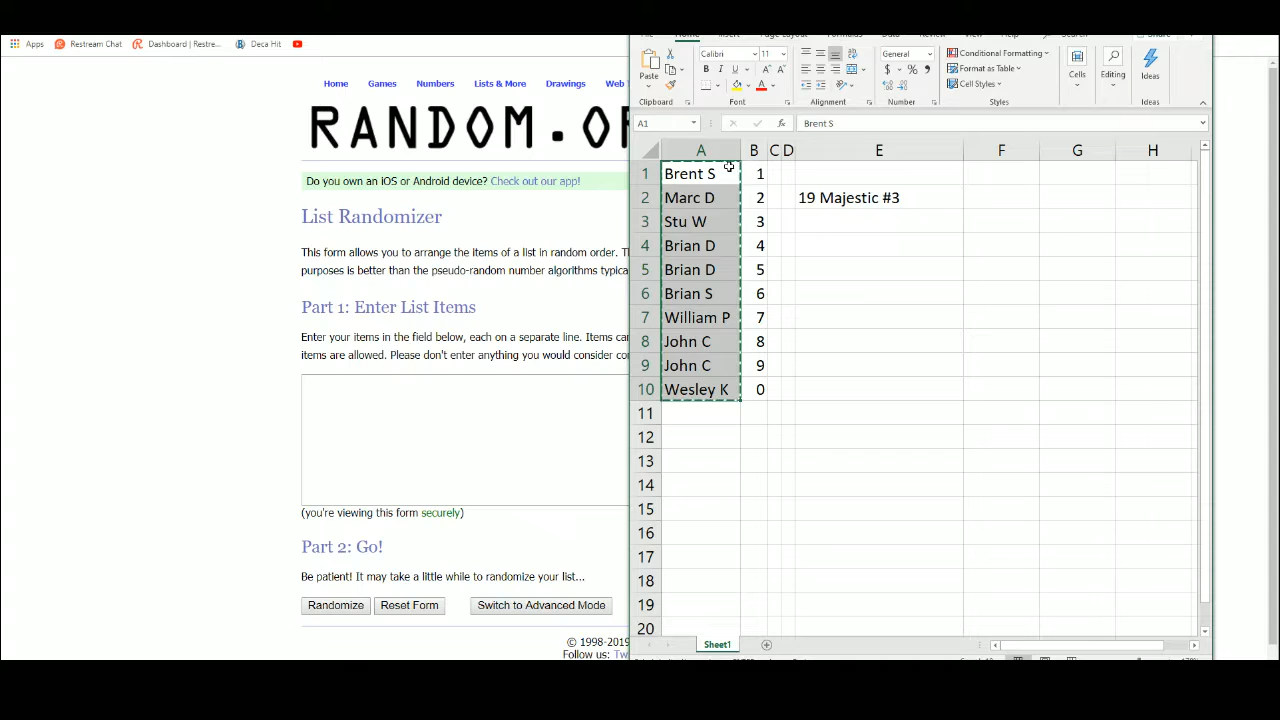 Apps Restream Chat Dashboard | Restre... Deca Hit
Home Games Numbers Lists & More Drawings Web
RANDOM.O
Do you own an iOS or Android device? Check out our app!
List Randomizer
This form allows you to arrange the items of a list in random order.
purposes is better than the pseudo-random number algorithms
Part 1: Enter List Items
Enter your items in the field below, each on a separate line. Items
items are allowed. Please don't enter anything you would consider
(you're viewing this form securely)
Part 2: Go!
Be patient! It may take a little while to randomize your list...
Randomize Reset Form Switch to Advanced Mode
© 1998-2019
Follow us:
Paste
Calibri 11
B I U
A A
General
$ % ,
Conditional Formatting
Format as Table
Cell Styles
Cells Editing Ideas
Clipboard Font Alignment Number Styles Ideas
A1 fx Brent S
A B C D E F G H
1 Brent S 1
2 Marc D 2 19 Majestic #3
3 Stu W 3
4 Brian D 4
5 Brian D 5
6 Brian S 6
7 William P 7
8 John C 8
9 John C 9
10 Wesley K 0
11
12
13
14
15
16
17
18
19
20
Sheet1